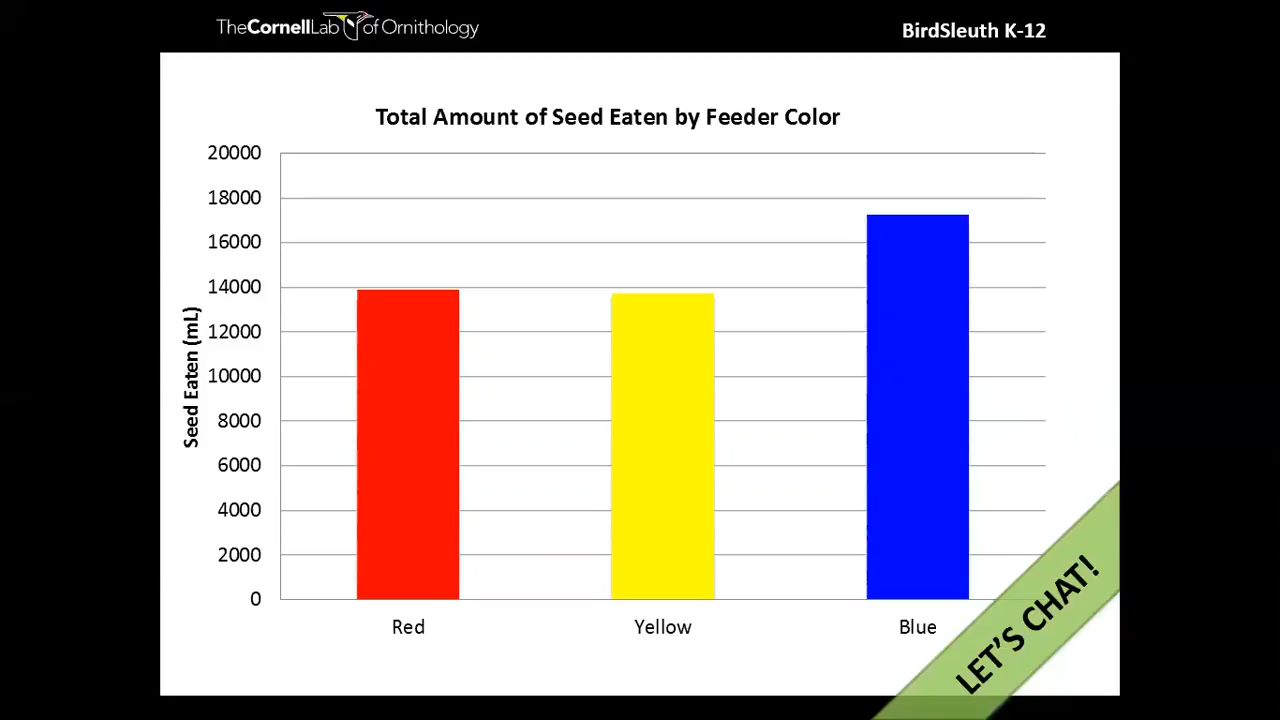 TheCornellLab of Ornithology
BirdSleuth K-12
Total Amount of Seed Eaten by Feeder Color
20000
18000
16000
14000
12000
10000
8000
6000
4000
2000
0
Seed Eaten (mL)
Red
Yellow
Blue
LET'S CHAT!